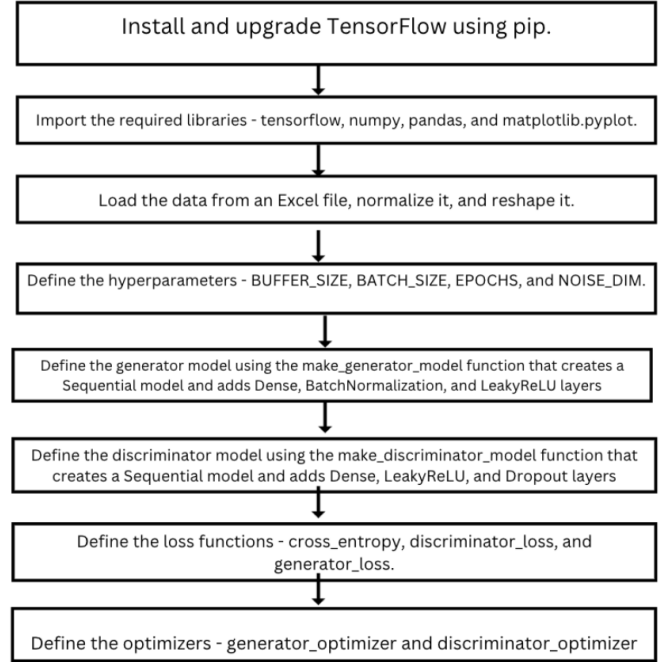 Install and upgrade TensorFlow using pip.
Import the required libraries - tensorflow, numpy, pandas, and matplotlib.pyplot.
Load the data from an Excel file, normalize it, and reshape it.
Define the hyperparameters - BUFFER_SIZE, BATCH_SIZE, EPOCHS, and NOISE_DIM.
Define the generator model using the make_generator_model function that creates a
Sequential model and adds Dense, BatchNormalization, and LeakyReLU layers
Define the discriminator model using the make_discriminator_model function that
creates a Sequential model and adds Dense, LeakyReLU, and Dropout layers
Define the loss functions - cross_entropy, discriminator_loss, and
generator_loss.
Define the optimizers - generator_optimizer and discriminator_optimizer